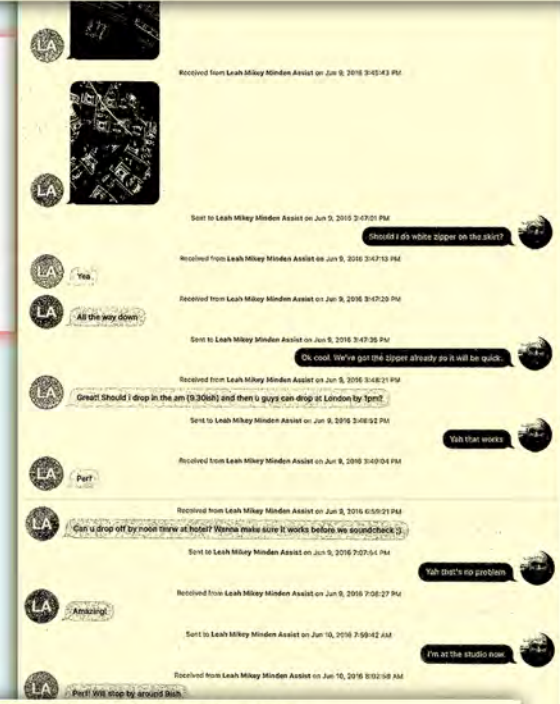 LA
Received from Leah Mikey Minden Assist on Jun 9, 2016 3:45:43 PM
LA
Sent to Leah Mikey Minden Assist on Jun 9, 2016 3:47:01 PM
Should I do white zipper on the skirt?
Received from Leah Mikey Minden Assist on Jun 9, 2016 3:47:13 PM
LA
Yea
Received from Leah Mikey Minden Assist on Jun 9, 2016 3:47:20 PM
LA
All the way down
Sent to Leah Mikey Minden Assist on Jun 9, 2016 3:47:36 PM
Ok cool. We've got the zipper already so it will be quick.
Received from Leah Mikey Minden Assist on Jun 9, 2016 3:48:21 PM
LA
Great! Should I drop in the am (9.30ish) and then u guys can drop at London by 1pm?
Sent to Leah Mikey Minden Assist on Jun 9, 2016 3:48:52 PM
Yah that works
Received from Leah Mikey Minden Assist on Jun 9, 2016 3:49:04 PM
LA
Perf
Received from Leah Mikey Minden Assist on Jun 9, 2016 6:59:21 PM
LA
Can u drop off by noon tmrw at hotel? Wanna make sure it works before we soundcheck :)
Sent to Leah Mikey Minden Assist on Jun 9, 2016 7:07:54 PM
Yah that's no problem
Received from Leah Mikey Minden Assist on Jun 9, 2016 7:08:27 PM
LA
Amazing!
Sent to Leah Mikey Minden Assist on Jun 10, 2016 7:59:42 AM
I'm at the studio now.
Received from Leah Mikey Minden Assist on Jun 10, 2016 8:02:58 AM
LA
Perf! Will stop by around 9ish